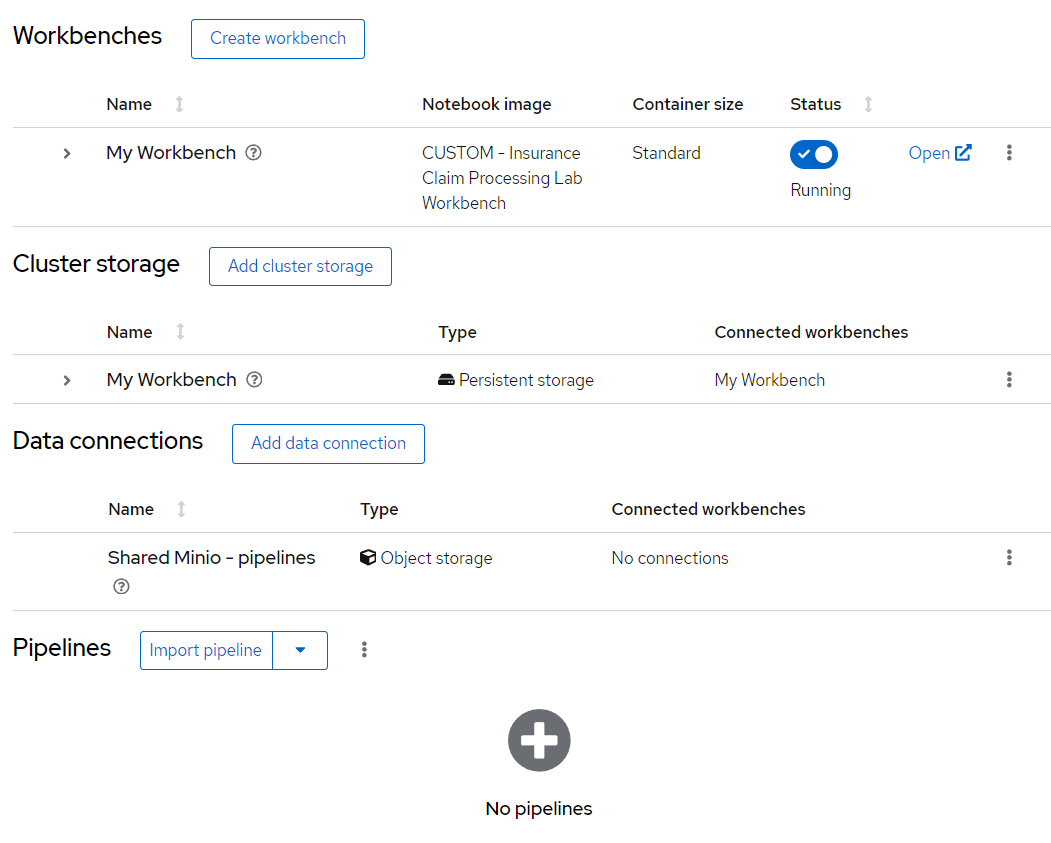 Workbenches
Create workbench
Name
Notebook image
Container size
Status
My Workbench
CUSTOM - Insurance
Claim Processing Lab
Workbench
Standard
Running
Open
Cluster storage
Add cluster storage
Name
Type
Connected workbenches
My Workbench
Persistent storage
My Workbench
Data connections
Add data connection
Name
Type
Connected workbenches
Shared Minio - pipelines
Object storage
No connections
Pipelines
Import pipeline
No pipelines